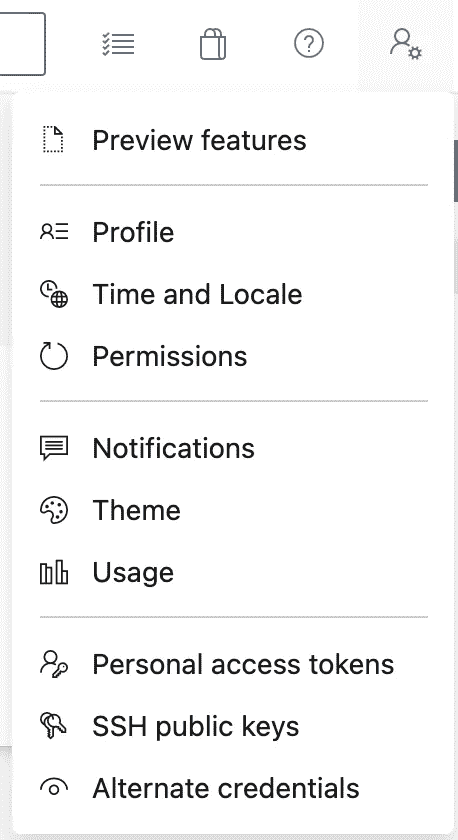 Preview features
Profile
Time and Locale
Permissions
Notifications
Theme
Usage
Personal access tokens
SSH public keys
Alternate credentials